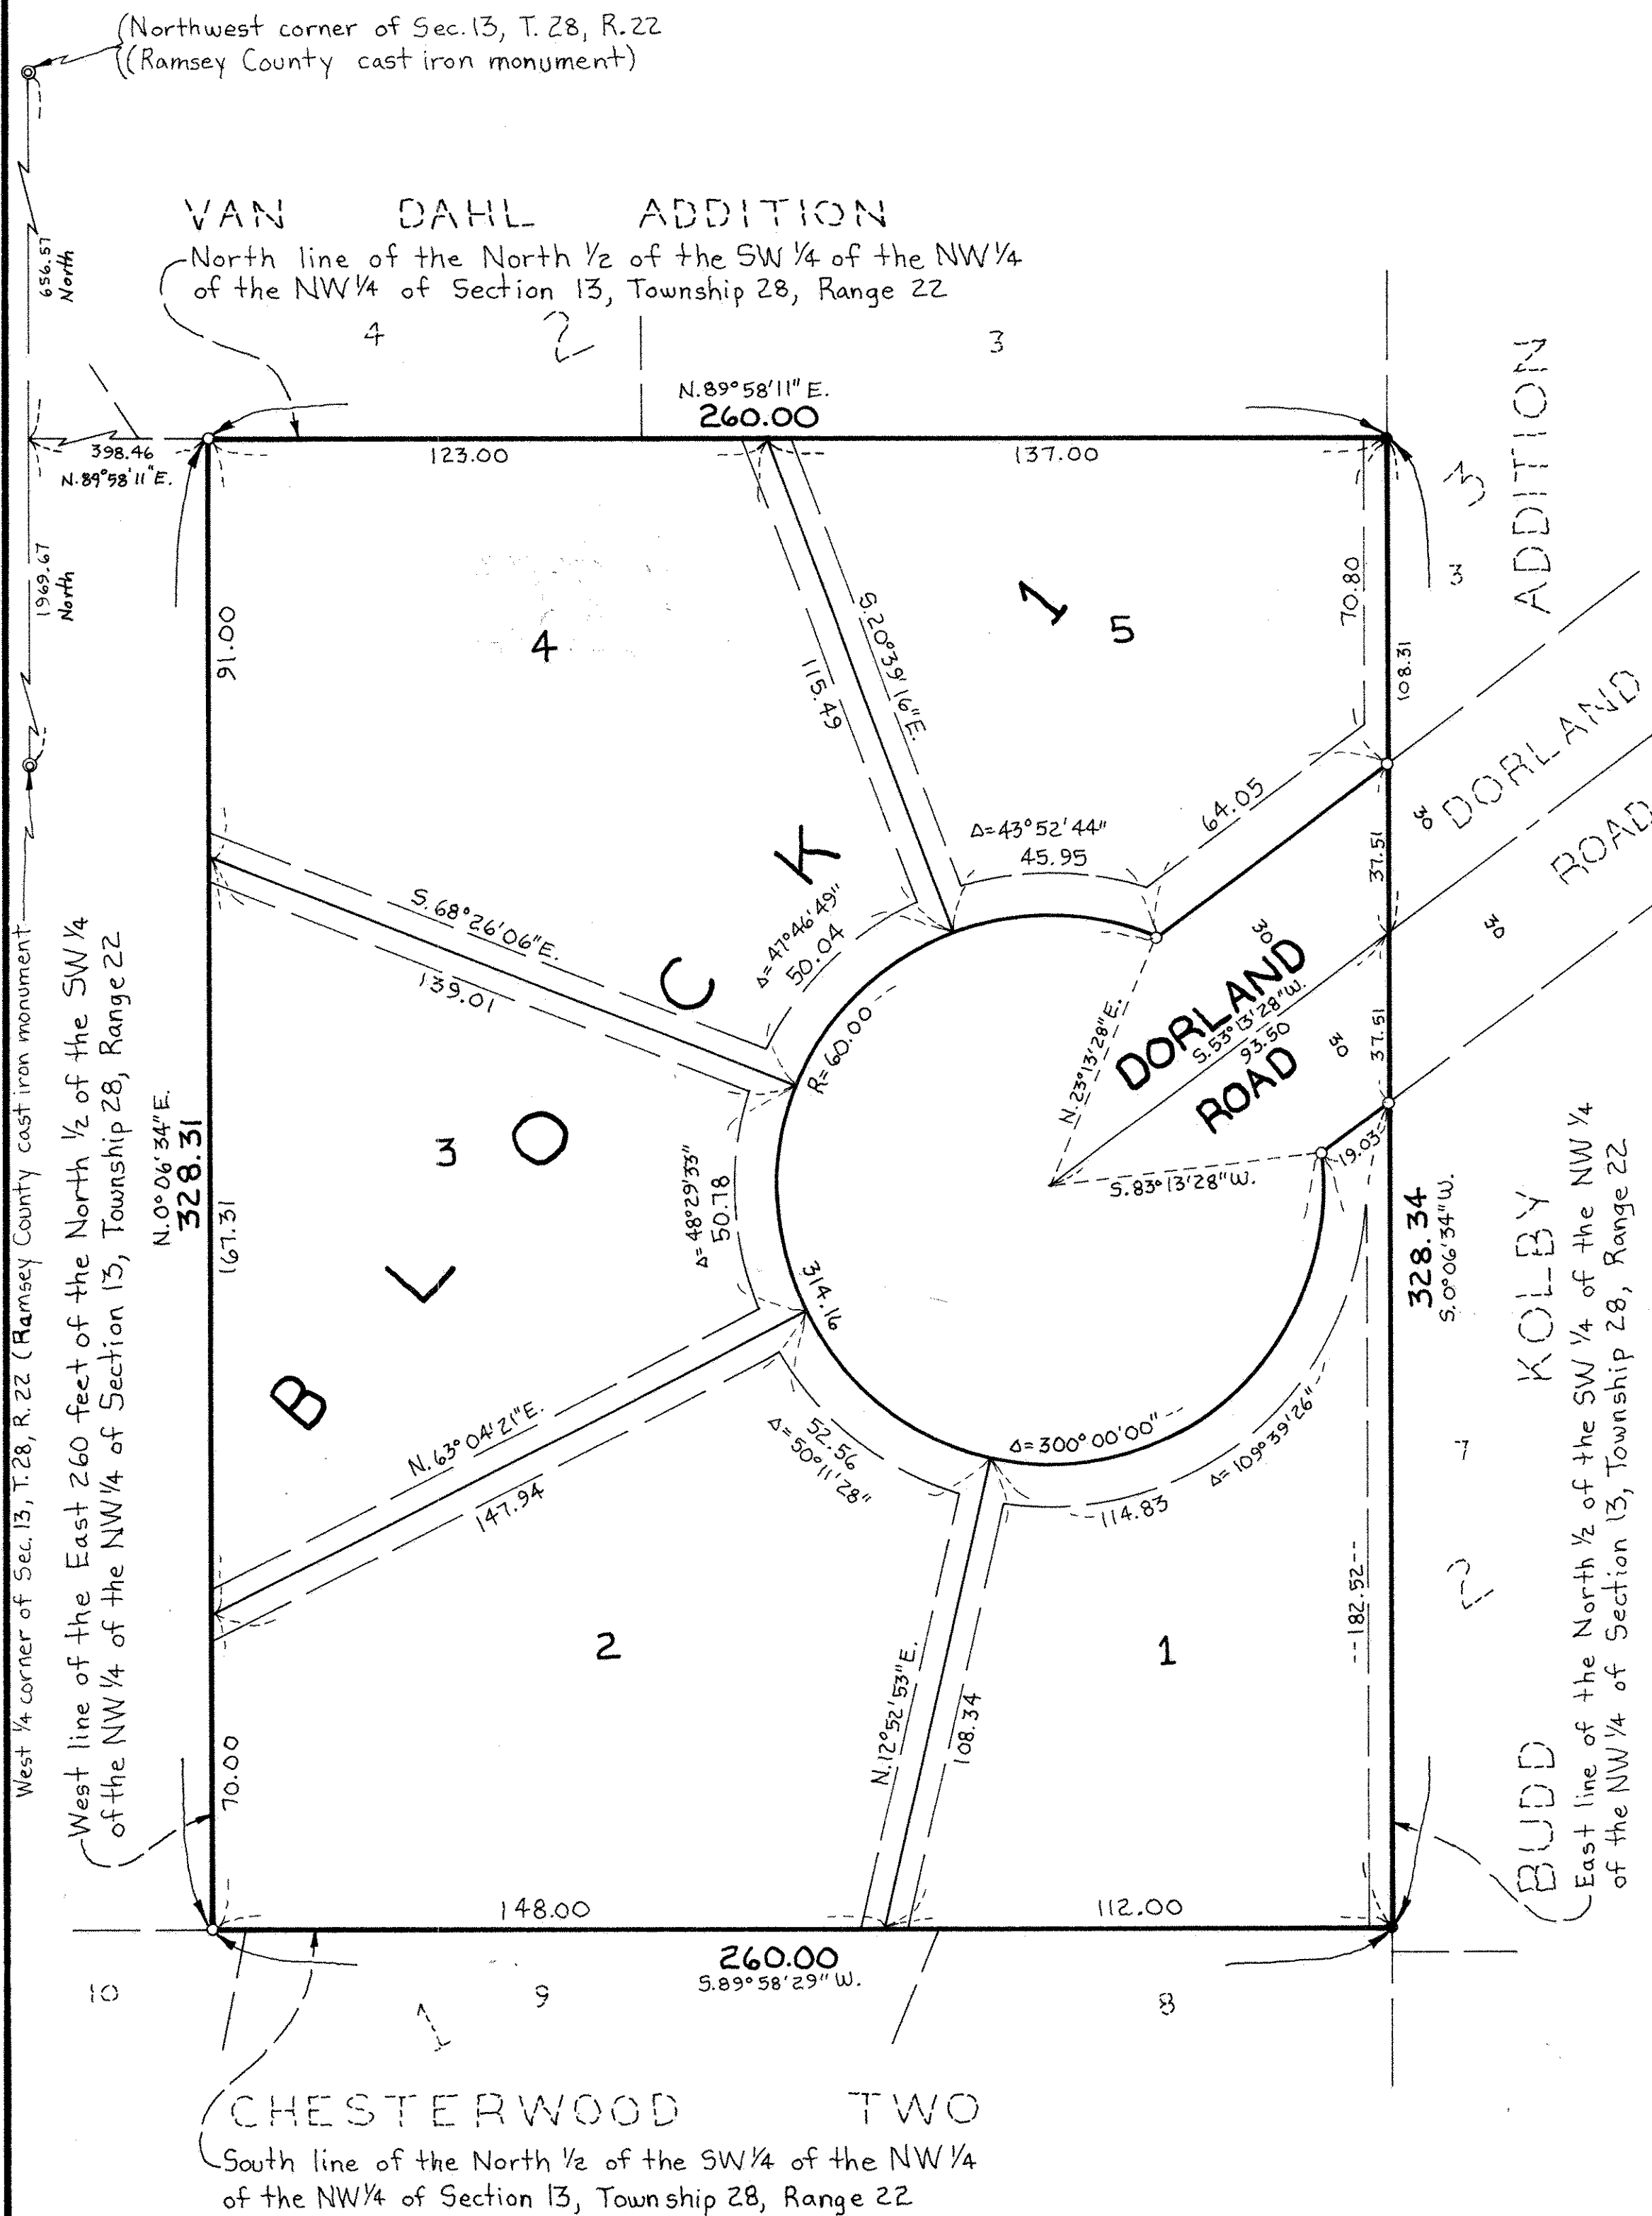 (Northwest corner of Sec.13, T. 28, R.22
((Ramsey County cast iron monument)
656.57
North
VAN DAHL ADDITION
North line of the North 1/2 of the SW 1/4 of the NW 1/4
of the NW 1/4 of Section 13, Township 28, Range 22
4
2
3
N.89°58'11" E.
260.00
398.46
N.89°58'11"E.
123.00
137.00
1969.67
North
91.00
4
115.49
S.20°39'16"E.
1
5
70.80
108.31
3
3
ADDITION
DORLAND
ROAD
30
30
37.51
64.05
Δ=43°52'44"
45.95
S.68°26'06"E.
139.01
BLOCK
Δ=47°46'49"
50.04
R=60.00
N.23°13'28"E.
30
DORLAND
S.53°13'28"W.
93.50
ROAD
30
37.51
19.03
S.83°13'28"W.
N.0°06'34"E.
328.31
167.31
3
Δ=48°29'33"
50.78
314.16
328.34
S.0°06'34"W.
N.63°04'21"E.
147.94
52.56
Δ=50°11'28"
Δ=300°00'00"
Δ=109°39'26"
114.83
182.52
7
2
2
1
N.12°52'53"E.
108.34
70.00
148.00
112.00
260.00
S.89°58'29" W.
10
9
1
8
West 1/4 corner of Sec.13, T.28, R.22 (Ramsey County cast iron monument
West line of the East 260 feet of the North 1/2 of the SW 1/4
of the NW 1/4 of the NW 1/4 of Section 13, Township 28, Range 22
BUDD KOLBY
East line of the North 1/2 of the SW 1/4 of the NW 1/4
of the NW 1/4 of Section 13, Township 28, Range 22
CHESTERWOOD TWO
South line of the North 1/2 of the SW 1/4 of the NW 1/4
of the NW 1/4 of Section 13, Township 28, Range 22